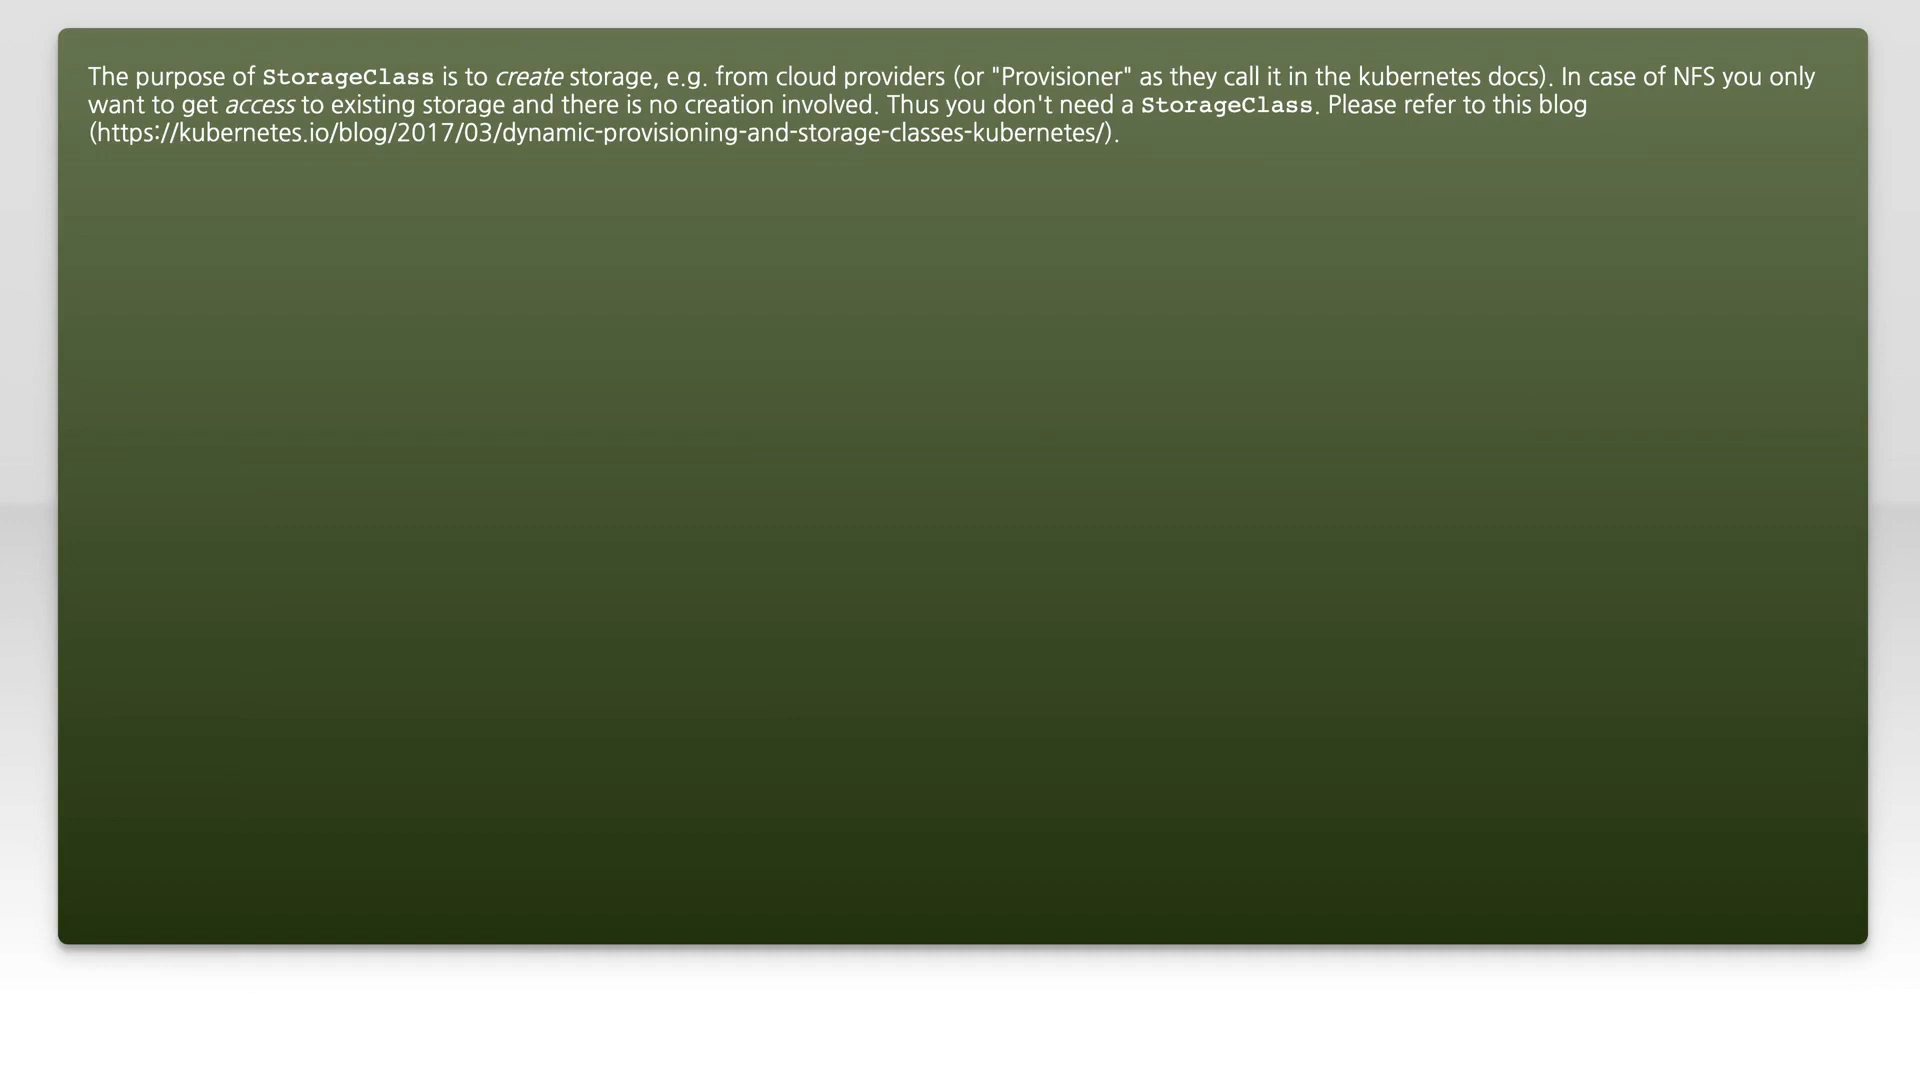 The purpose of StorageClass is to create storage, e.g. from cloud providers (or "Provisioner" as they call it in the kubernetes docs). In case of NFS you only
want to get access to existing storage and there is no creation involved. Thus you don't need a StorageClass. Please refer to this blog
(https://kubernetes.io/blog/2017/03/dynamic-provisioning-and-storage-classes-kubernetes/).